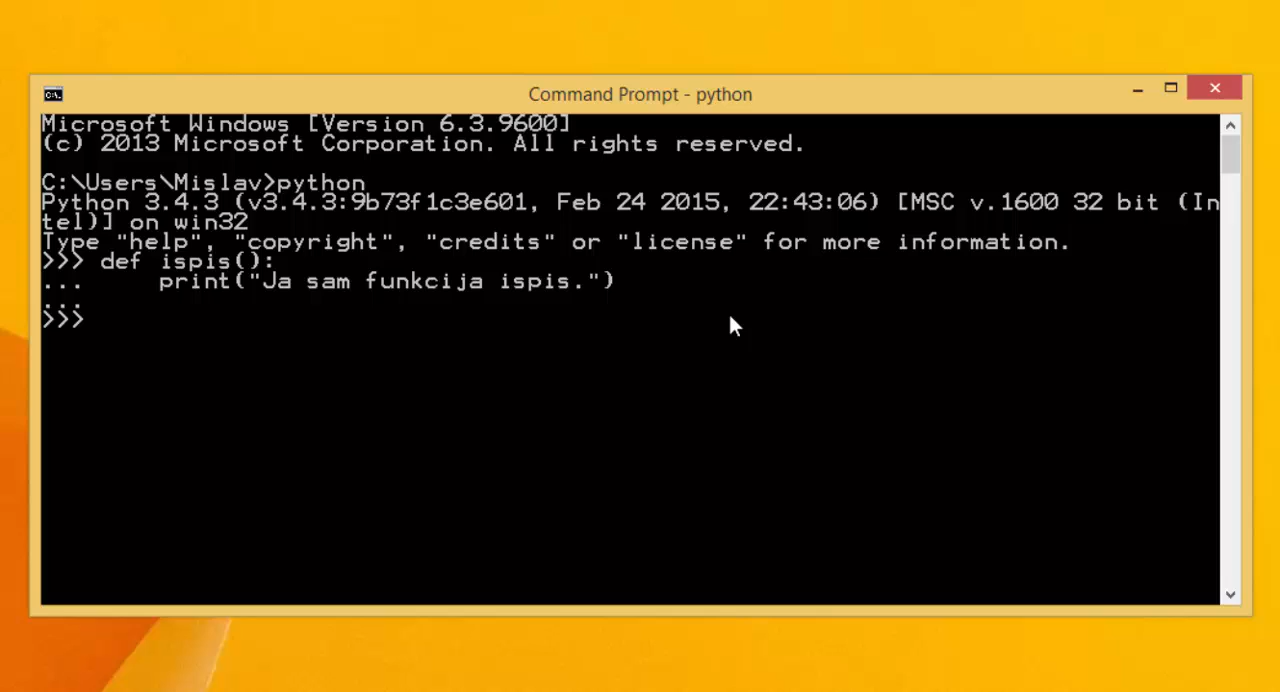 Command Prompt - python
Microsoft Windows [Version 6.3.9600]
(c) 2013 Microsoft Corporation. All rights reserved.
C:\Users\Mislav>python
Python 3.4.3 (v3.4.3:9b73f1c3e601, Feb 24 2015, 22:43:06) [MSC v.1600 32 bit (In
tel)] on win32
Type "help", "copyright", "credits" or "license" for more information.
>>> def ispis():
...     print("Ja sam funkcija ispis.")
...
>>>